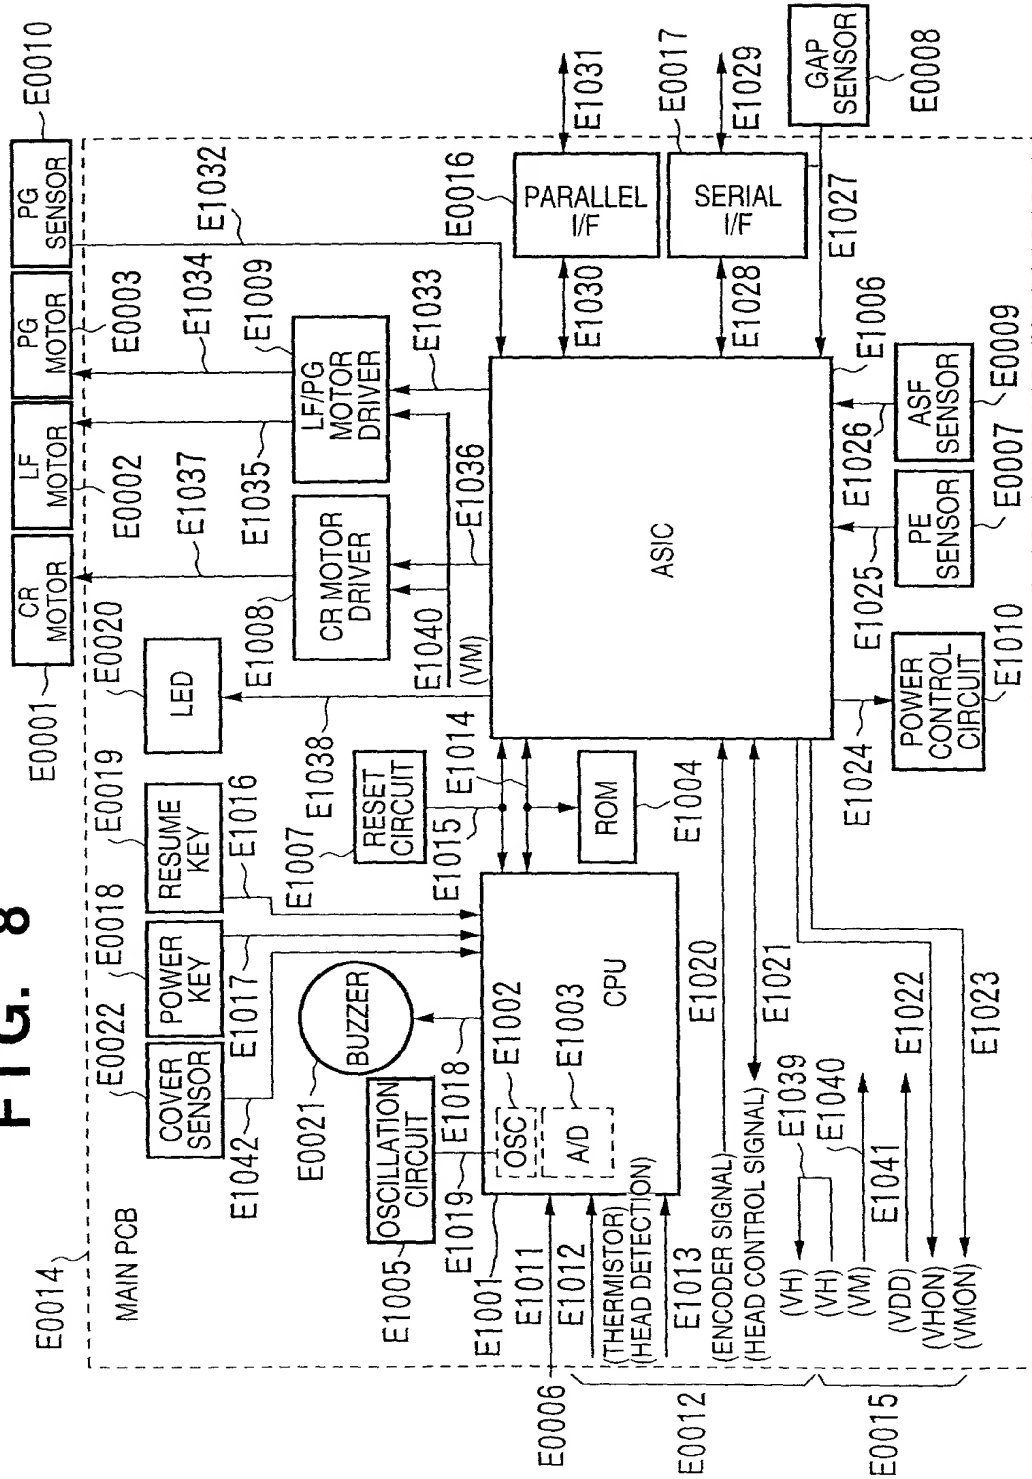 FIG. 8
E0014
MAIN PCB
E0022
COVER
SENSOR
E1042
E0018
POWER
KEY
E1017
E0019
RESUME
KEY
E1016
E0020
LED
E1038
E0001
CR
MOTOR
E0002
LF
MOTOR
E0003
PG
MOTOR
E0010
PG
SENSOR
E1037
E1035
E1034
E1032
E1008
CR MOTOR
DRIVER
E1009
LF/PG
MOTOR
DRIVER
E1040
(VM)
E1036
E1033
E0021
BUZZER
E1018
E1005
OSCILLATION
CIRCUIT
E1019
E1007
RESET
CIRCUIT
E1015
E1014
ROM
E1004
E1001
OSC
E1002
A/D
E1003
CPU
E0006
E1011
E1012
(THERMISTOR)
(HEAD DETECTION)
E1013
E0012
(ENCODER SIGNAL)
E1020
(HEAD CONTROL SIGNAL)
E1021
(VH)
(VH)
E1039
(VM)
E1040
(VDD)
E1041
(VHON)
E1022
(VMON)
E1023
E0015
ASIC
E1006
E0016
PARALLEL
I/F
E1030
E1031
E0017
SERIAL
I/F
E1028
E1029
E1027
GAP
SENSOR
E0008
E1024
POWER
CONTROL
CIRCUIT
E1010
E1025
PE
SENSOR
E0007
E1026
ASF
SENSOR
E0009